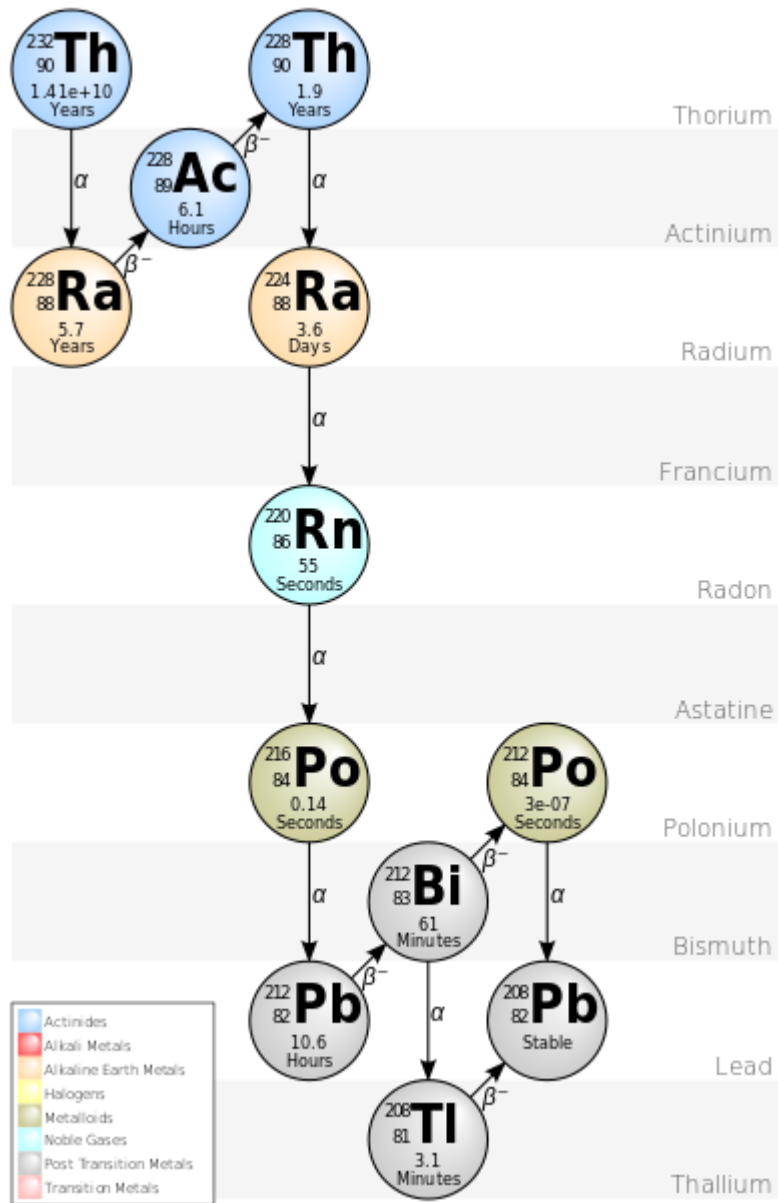 232
90
Th
1.41e+10
Years
228
90
Th
1.9
Years
Thorium
α
β⁻
228
89
Ac
6.1
Hours
α
Actinium
β⁻
228
88
Ra
5.7
Years
224
88
Ra
3.6
Days
Radium
α
Francium
220
86
Rn
55
Seconds
Radon
α
Astatine
216
84
Po
0.14
Seconds
212
84
Po
3e-07
Seconds
Polonium
α
β⁻
212
83
Bi
61
Minutes
α
Bismuth
β⁻
212
82
Pb
10.6
Hours
α
208
82
Pb
Stable
Lead
β⁻
208
81
Tl
3.1
Minutes
Thallium
Actinides
Alkali Metals
Alkaline Earth Metals
Halogens
Metalloids
Noble Gases
Post Transition Metals
Transition Metals